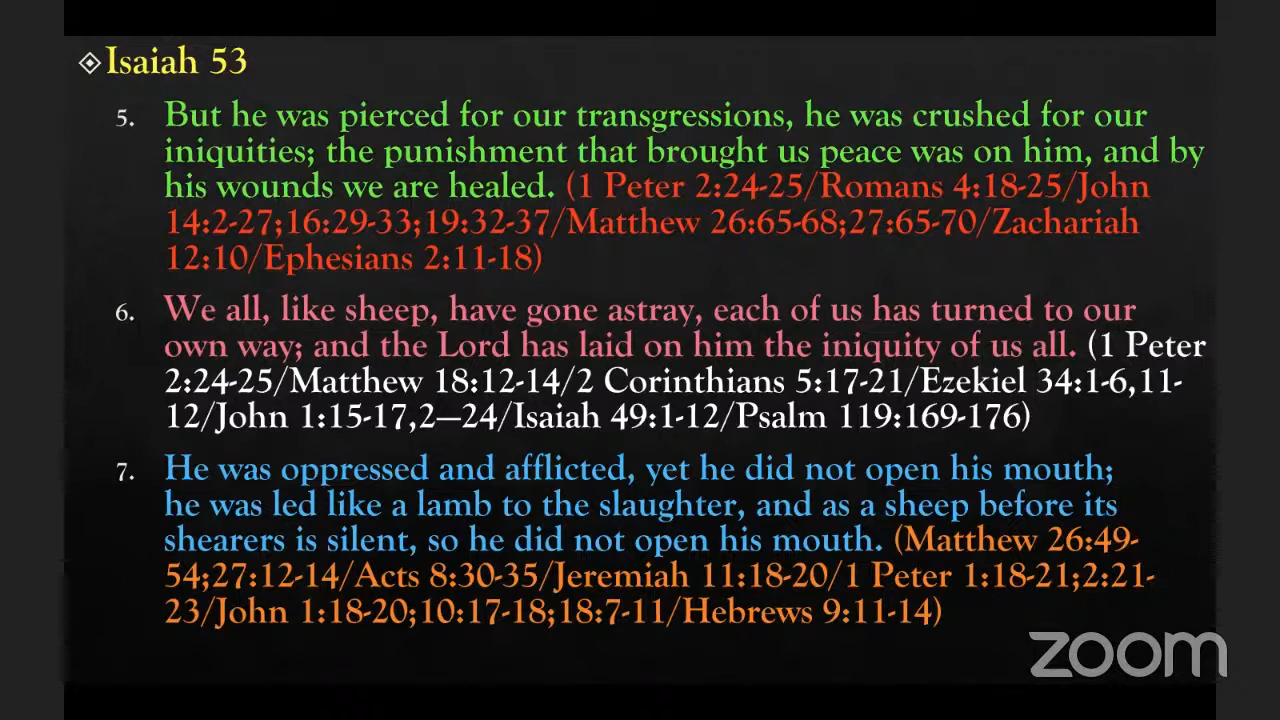 Isaiah 53
5. But he was pierced for our transgressions, he was crushed for our
iniquities; the punishment that brought us peace was on him, and by
his wounds we are healed. (1 Peter 2:24-25/Romans 4:18-25/John
14:2-27;16:29-33;19:32-37/Matthew 26:65-68;27:65-70/Zachariah
12:10/Ephesians 2:11-18)
6. We all, like sheep, have gone astray, each of us has turned to our
own way; and the Lord has laid on him the iniquity of us all. (1 Peter
2:24-25/Matthew 18:12-14/2 Corinthians 5:17-21/Ezekiel 34:1-6,11-
12/John 1:15-17,2—24/Isaiah 49:1-12/Psalm 119:169-176)
7. He was oppressed and afflicted, yet he did not open his mouth;
he was led like a lamb to the slaughter, and as a sheep before its
shearers is silent, so he did not open his mouth. (Matthew 26:49-
54;27:12-14/Acts 8:30-35/Jeremiah 11:18-20/1 Peter 1:18-21;2:21-
23/John 1:18-20;10:17-18;18:7-11/Hebrews 9:11-14)
zoom